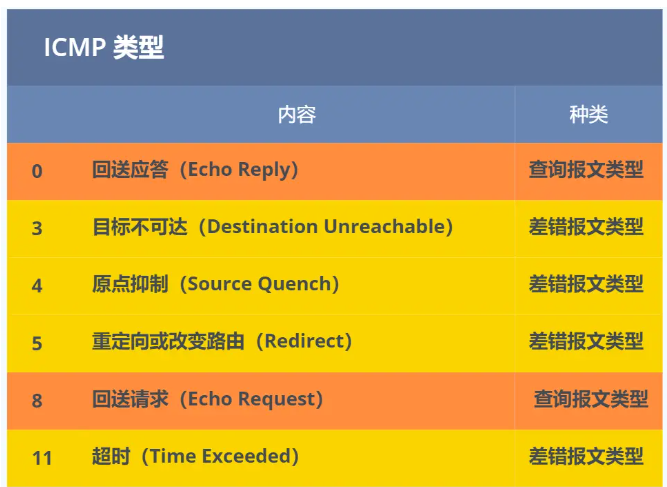 ICMP 类型
内容 种类
0 回送应答（Echo Reply） 查询报文类型
3 目标不可达（Destination Unreachable） 差错报文类型
4 原点抑制（Source Quench） 差错报文类型
5 重定向或改变路由（Redirect） 差错报文类型
8 回送请求（Echo Request） 查询报文类型
11 超时（Time Exceeded） 差错报文类型